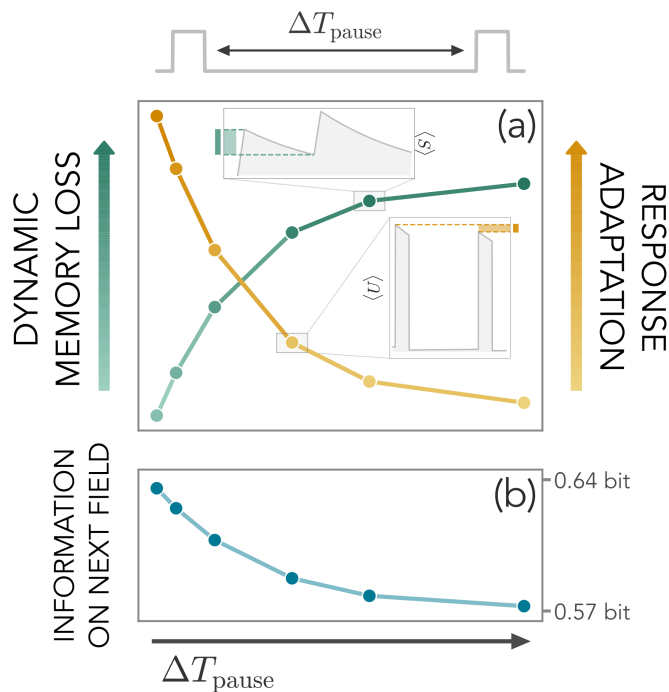 ΔT_pause
(a)
⟨s⟩
DYNAMIC
MEMORY LOSS
RESPONSE
ADAPTATION
⟨υ⟩
(b)
INFORMATION
ON NEXT FIELD
0.64 bit
0.57 bit
ΔT_pause